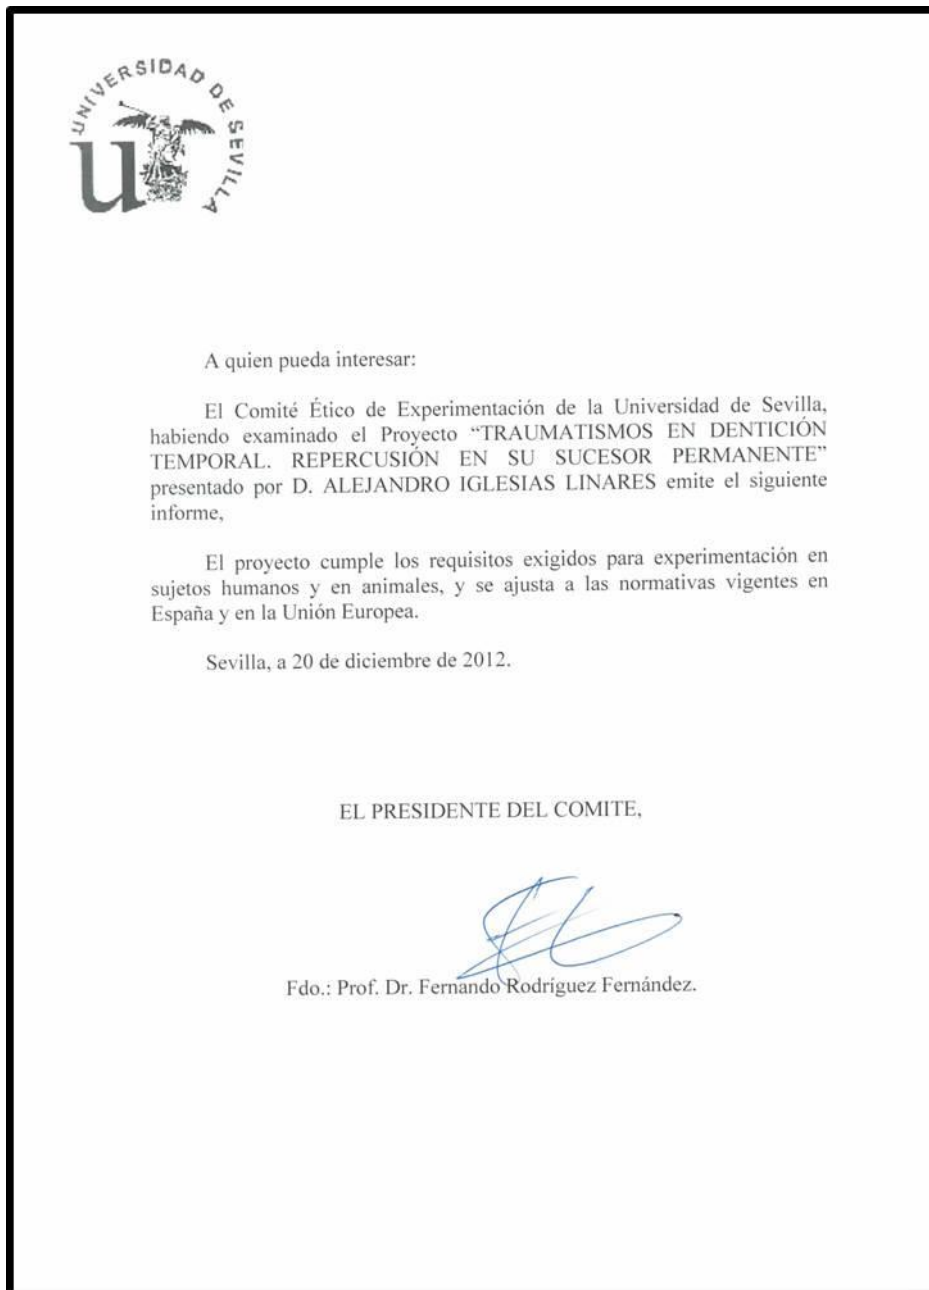 UNIVERSIDAD DE SEVILLA
U
A quien pueda interesar:
El Comité Ético de Experimentación de la Universidad de Sevilla,
habiendo examinado el Proyecto “TRAUMATISMOS EN DENTICIÓN
TEMPORAL. REPERCUSIÓN EN SU SUCESOR PERMANENTE”
presentado por D. ALEJANDRO IGLESIAS LINARES emite el siguiente
informe,
El proyecto cumple los requisitos exigidos para experimentación en
sujetos humanos y en animales, y se ajusta a las normativas vigentes en
España y en la Unión Europea.
Sevilla, a 20 de diciembre de 2012.
EL PRESIDENTE DEL COMITE,
Fdo.: Prof. Dr. Fernando Rodríguez Fernández.